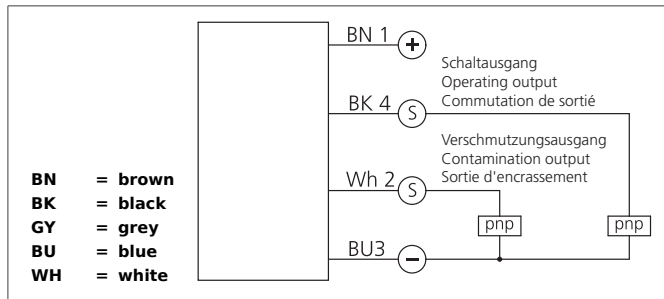 BN 1
+
Schaltausgang
Operating output
Commutation de sortié
BK 4
S
Verschmutzungsausgang
Contamination output
Sortie d'encrassement
Wh 2
S
pnp
pnp
BU3
−
BN = brown
BK = black
GY = grey
BU = blue
WH = white